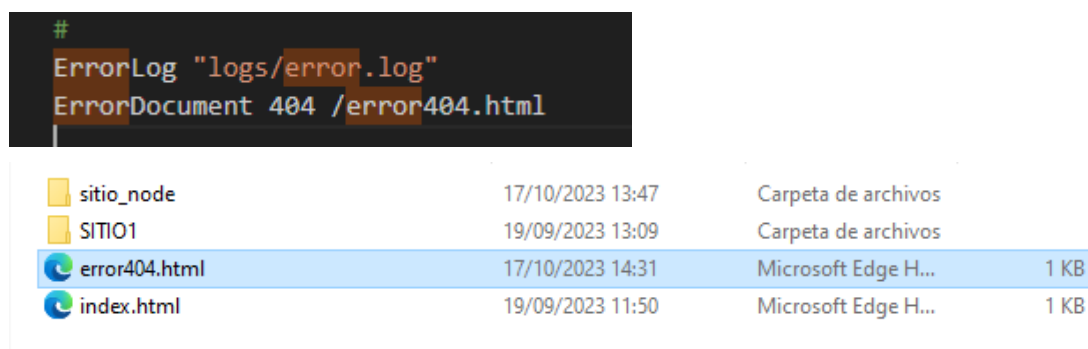 #
ErrorLog "logs/error.log"
ErrorDocument 404 /error404.html
sitio_node 17/10/2023 13:47 Carpeta de archivos
SITIO1 19/09/2023 13:09 Carpeta de archivos
error404.html 17/10/2023 14:31 Microsoft Edge H... 1 KB
index.html 19/09/2023 11:50 Microsoft Edge H... 1 KB